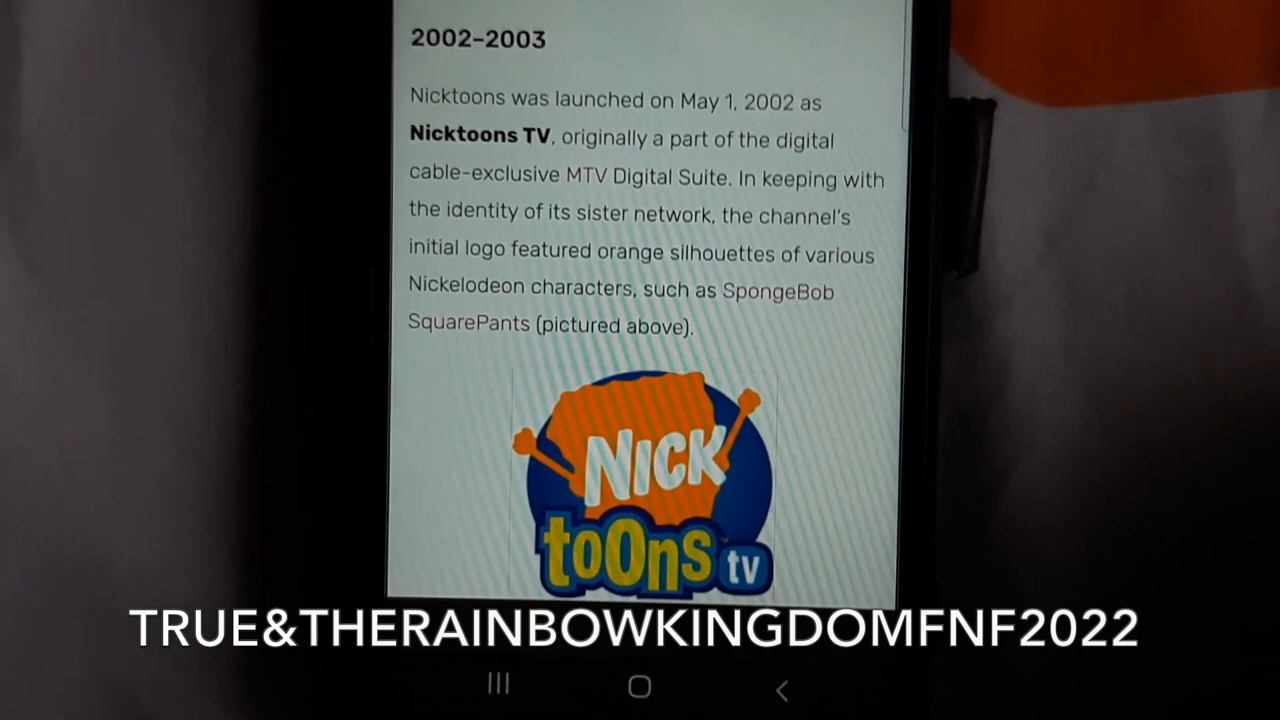 2002–2003
Nicktoons was launched on May 1, 2002 as
Nicktoons TV, originally a part of the digital
cable-exclusive MTV Digital Suite. In keeping with
the identity of its sister network, the channel's
initial logo featured orange silhouettes of various
Nickelodeon characters, such as SpongeBob
SquarePants (pictured above).
NICK
toOns
tv
TRUE&THERAINBOWKINGDOMFNF2022